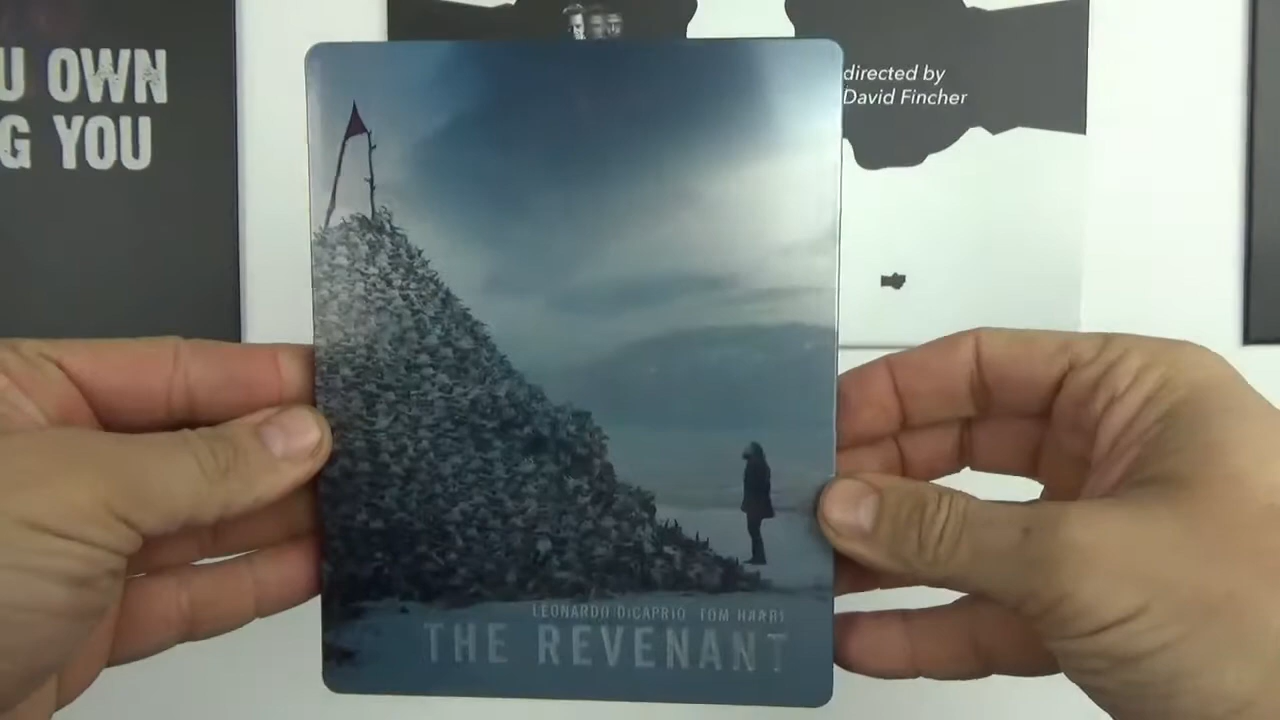 U OWN
G YOU
directed by
David Fincher
LEONARDO DiCAPRIO TOM HARDY
THE REVENANT